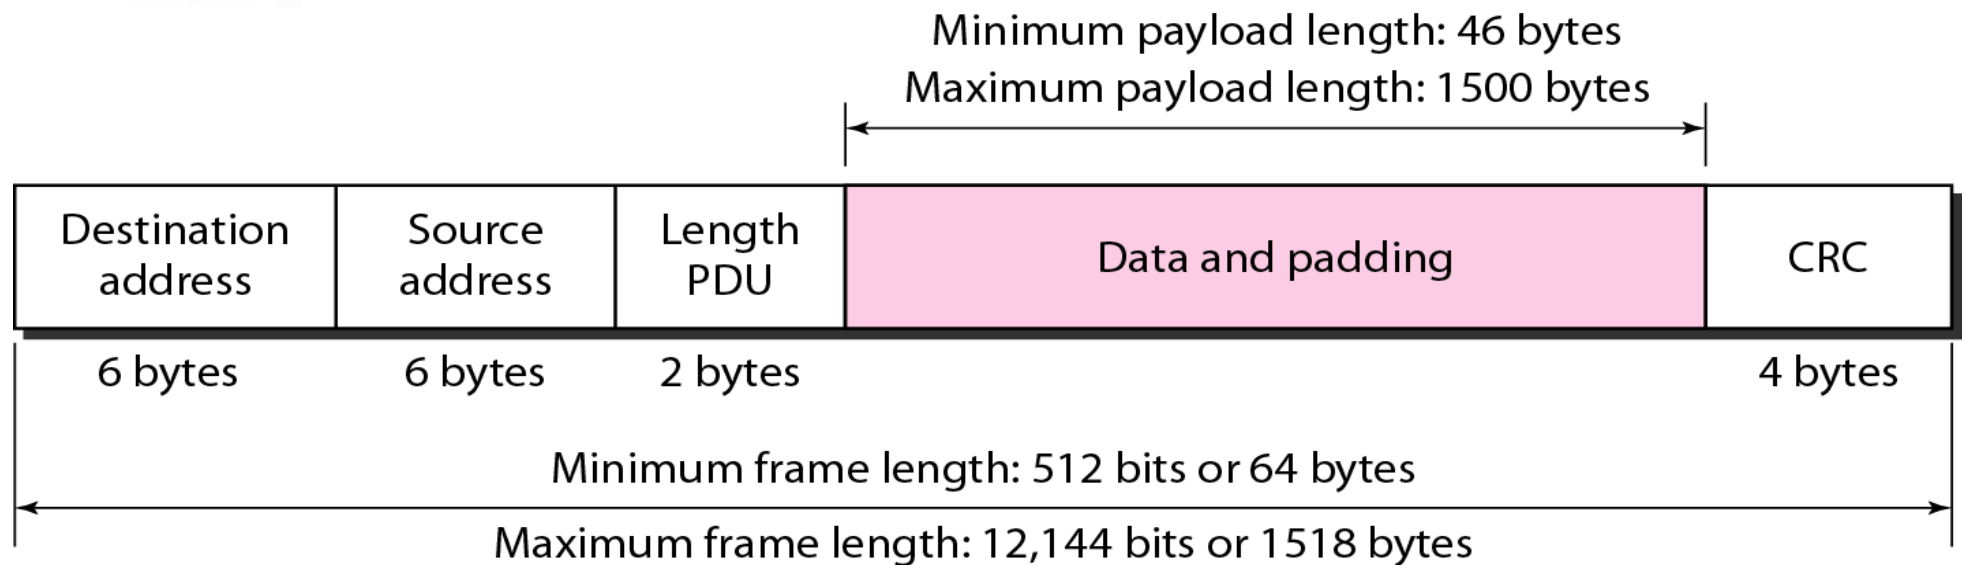 Minimum payload length: 46 bytes
Maximum payload length: 1500 bytes
Destination
address
Source
address
Length
PDU
Data and padding
CRC
6 bytes
6 bytes
2 bytes
4 bytes
Minimum frame length: 512 bits or 64 bytes
Maximum frame length: 12,144 bits or 1518 bytes